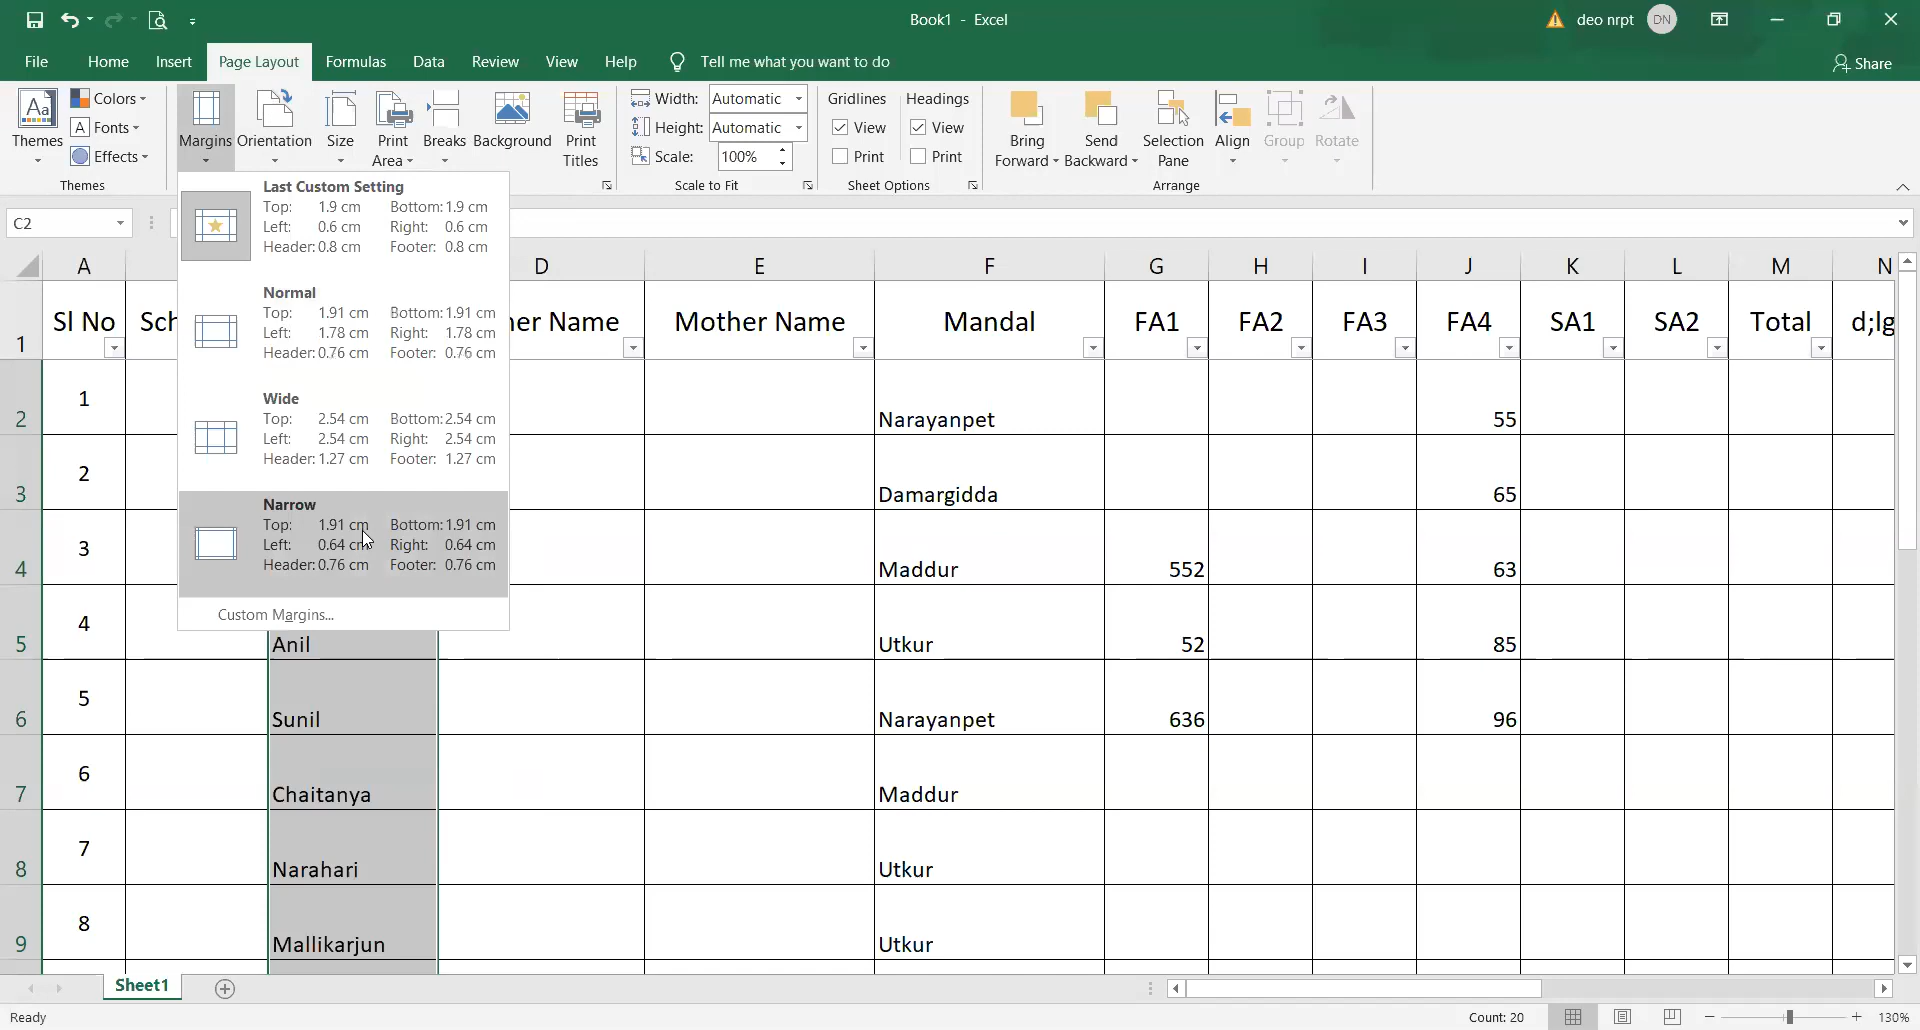 Book1 - Excel
deo nrpt DN
File Home Insert Page Layout Formulas Data Review View Help Tell me what you want to do Share
Aa Themes
Colors
A Fonts
Effects
Themes
Margins Orientation Size Print Area Breaks Background Print Titles
Width: Automatic
Height: Automatic
Scale: 100%
Scale to Fit
Gridlines Headings
View View
Print Print
Sheet Options
Bring Forward Send Backward Selection Pane Align Group Rotate
Arrange
C2
Last Custom Setting
Top: 1.9 cm Bottom: 1.9 cm
Left: 0.6 cm Right: 0.6 cm
Header: 0.8 cm Footer: 0.8 cm
Normal
Top: 1.91 cm Bottom: 1.91 cm
Left: 1.78 cm Right: 1.78 cm
Header: 0.76 cm Footer: 0.76 cm
Wide
Top: 2.54 cm Bottom: 2.54 cm
Left: 2.54 cm Right: 2.54 cm
Header: 1.27 cm Footer: 1.27 cm
Narrow
Top: 1.91 cm Bottom: 1.91 cm
Left: 0.64 cm Right: 0.64 cm
Header: 0.76 cm Footer: 0.76 cm
Custom Margins...
A D E F G H I J K L M N
1 Sl No Sch her Name Mother Name Mandal FA1 FA2 FA3 FA4 SA1 SA2 Total d;lg
2 1 Narayanpet 55
3 2 Damargidda 65
4 3 Maddur 552 63
5 4 Anil Utkur 52 85
6 5 Sunil Narayanpet 636 96
7 6 Chaitanya Maddur
8 7 Narahari Utkur
9 8 Mallikarjun Utkur
Sheet1
Ready Count: 20 130%